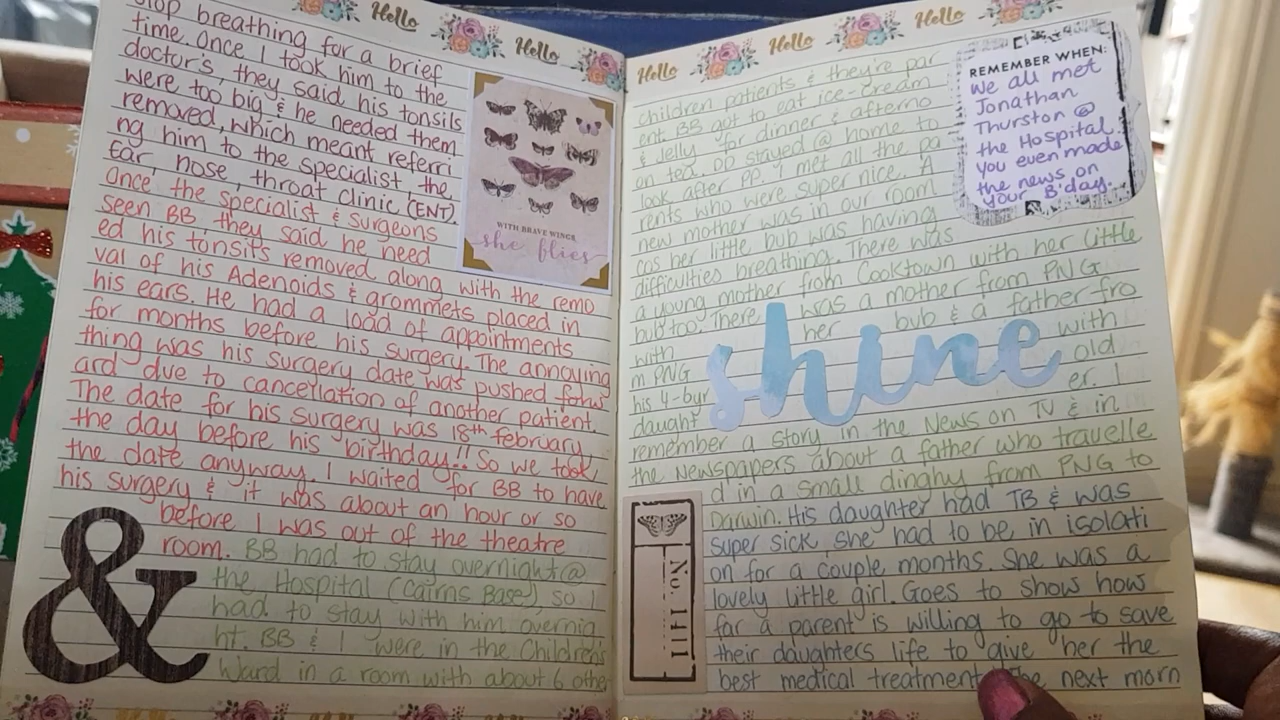 Hello
Hello
stop breathing for a brief
time. Once I took him to the
doctor's, they said his tonsils
were too big & he needed them
removed, which meant referri
ng him to the specialist, the
Ear, nose, throat clinic (ENT).
Once the specialist & surgeons
seen BB they said he need
ed his tonsils removed along with the remo
val of his Adenoids & grommets placed in
his ears. He had a load of appointments
for months before his surgery. The annoying
thing was his surgery date was pushed forw
ard due to cancellation of another patient.
The date for his surgery was 18th february,
the day before his birthday!! So we took
the date anyway. I waited for BB to have
his surgery & it was about an hour or so
before I was out of the theatre
room. BB had to stay overnight @
the Hospital (Cairns Base), so I
had to stay with him overnig
ht. BB & I were in the Children's
Ward in a room with about 6 othe
WITH BRAVE WINGS
she flies
&
Hello
Hello
Hello
children patients & they're par
ent. BB got to eat ice-cream
& Jelly for dinner & afterno
on tea. DD stayed @ home to
look after PP. I met all the pa
rents who were super nice. A
new mother was in our room
cos her little bub was having
difficulties breathing. There was
a young mother from Cooktown with her little
bub too. There was a mother from PNG
with her bub & a father fro
m PNG with
his 4-5yr old
daught er. I
remember a story in the News on TV & in
the Newspapers about a father who travelle
d in a small dinghy from PNG to
Darwin. His daughter had TB & was
super sick, she had to be in isolati
on for a couple months. She was a
lovely little girl. Goes to show how
far a parent is willing to go to save
their daughters life to give her the
best medical treatment. The next morn
REMEMBER WHEN:
We all met
Jonathan
Thurston @
the Hospital.
You even made
the news on
your B'day.
shine
No. 1411